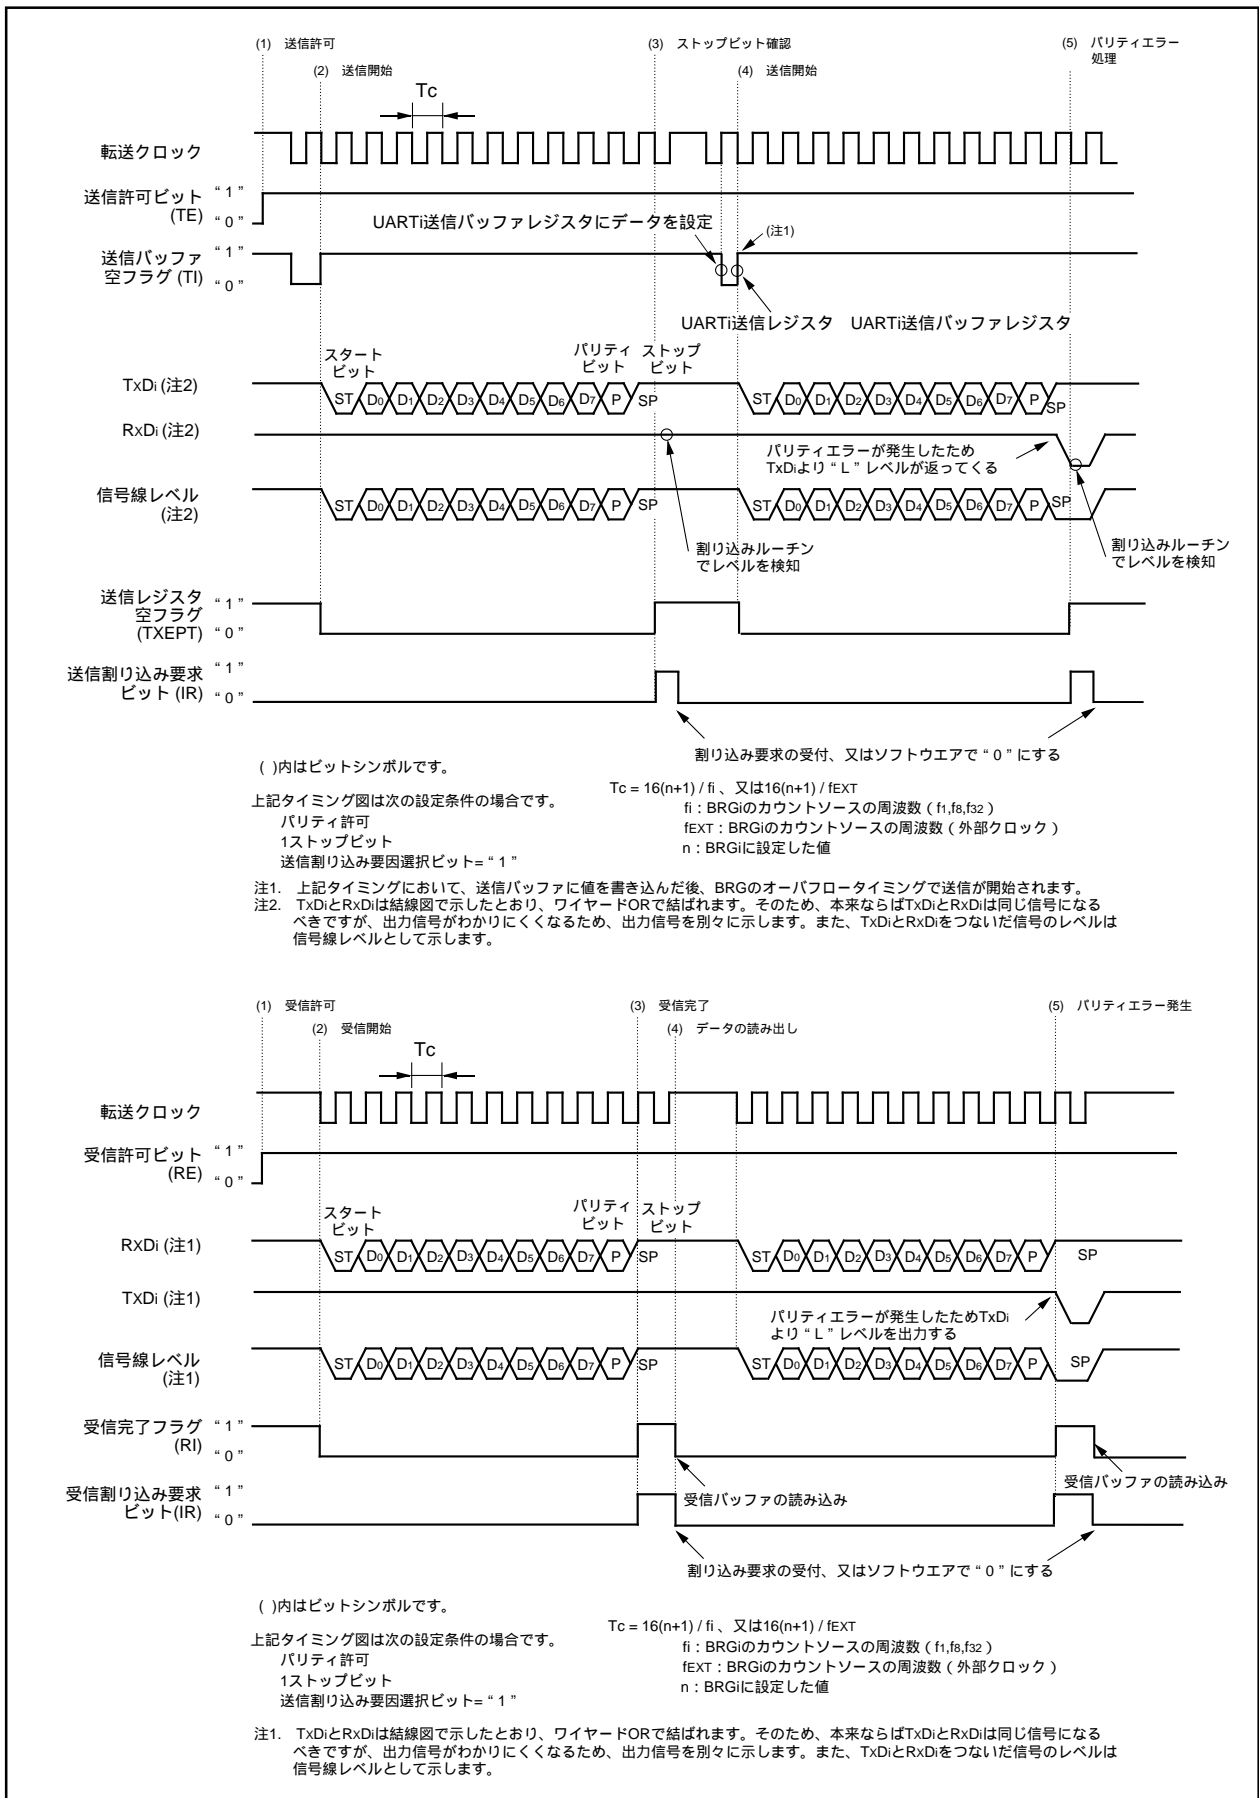 (1) 送信許可
(3) ストップビット確認
(5) パリティエラー
処理
(2) 送信開始
(4) 送信開始
Tc
転送クロック
送信許可ビット “ 1 ”
(TE) “ 0 ”
UARTi送信バッファレジスタにデータを設定
(注1)
送信バッファ “ 1 ”
空フラグ (TI) “ 0 ”
UARTi送信レジスタ UARTi送信バッファレジスタ
スタート
ビット
パリティ
ビット
ストップ
ビット
TxDi (注2)
ST D0 D1 D2 D3 D4 D5 D6 D7 P SP
ST D0 D1 D2 D3 D4 D5 D6 D7 P SP
RxDi (注2)
パリティエラーが発生したため
TxDiより “ L ” レベルが返ってくる
信号線レベル
(注2)
ST D0 D1 D2 D3 D4 D5 D6 D7 P SP
ST D0 D1 D2 D3 D4 D5 D6 D7 P SP
割り込みルーチン
でレベルを検知
割り込みルーチン
でレベルを検知
送信レジスタ “ 1 ”
空フラグ
(TXEPT) “ 0 ”
送信割り込み要求 “ 1 ”
ビット (IR) “ 0 ”
割り込み要求の受付、又はソフトウエアで “ 0 ” にする
( )内はビットシンボルです。
上記タイミング図は次の設定条件の場合です。
パリティ許可
1ストップビット
送信割り込み要因選択ビット= “ 1 ”
Tc = 16(n+1) / fi 、又は16(n+1) / fEXT
fi : BRGiのカウントソースの周波数 ( f1,f8,f32 )
fEXT : BRGiのカウントソースの周波数 ( 外部クロック )
n : BRGiに設定した値
注1. 上記タイミングにおいて、送信バッファに値を書き込んだ後、BRGのオーバフロータイミングで送信が開始されます。
注2. TxDiとRxDiは結線図で示したとおり、ワイヤードORで結ばれます。そのため、本来ならばTxDiとRxDiは同じ信号になる
べきですが、出力信号がわかりにくくなるため、出力信号を別々に示します。また、TxDiとRxDiをつないだ信号のレベルは
信号線レベルとして示します。
(1) 受信許可
(3) 受信完了
(5) パリティエラー発生
(2) 受信開始
(4) データの読み出し
Tc
転送クロック
受信許可ビット “ 1 ”
(RE) “ 0 ”
スタート
ビット
パリティ
ビット
ストップ
ビット
RxDi (注1)
ST D0 D1 D2 D3 D4 D5 D6 D7 P SP
ST D0 D1 D2 D3 D4 D5 D6 D7 P SP
TxDi (注1)
パリティエラーが発生したためTxDi
より “ L ” レベルを出力する
信号線レベル
(注1)
ST D0 D1 D2 D3 D4 D5 D6 D7 P SP
ST D0 D1 D2 D3 D4 D5 D6 D7 P SP
受信完了フラグ “ 1 ”
(RI) “ 0 ”
受信バッファの読み込み
受信バッファの読み込み
受信割り込み要求 “ 1 ”
ビット(IR) “ 0 ”
割り込み要求の受付、又はソフトウエアで “ 0 ” にする
( )内はビットシンボルです。
上記タイミング図は次の設定条件の場合です。
パリティ許可
1ストップビット
送信割り込み要因選択ビット= “ 1 ”
Tc = 16(n+1) / fi 、又は16(n+1) / fEXT
fi : BRGiのカウントソースの周波数 ( f1,f8,f32 )
fEXT : BRGiのカウントソースの周波数 ( 外部クロック )
n : BRGiに設定した値
注1. TxDiとRxDiは結線図で示したとおり、ワイヤードORで結ばれます。そのため、本来ならばTxDiとRxDiは同じ信号になる
べきですが、出力信号がわかりにくくなるため、出力信号を別々に示します。また、TxDiとRxDiをつないだ信号のレベルは
信号線レベルとして示します。